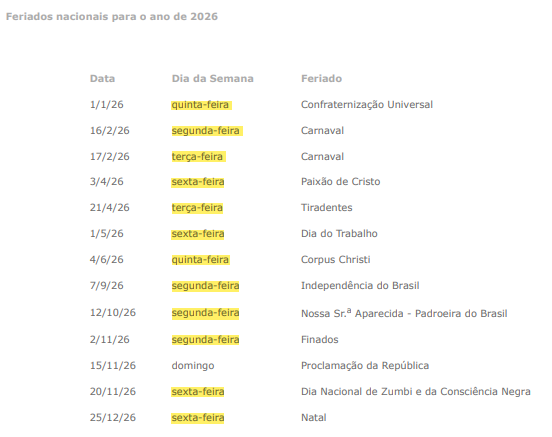 Feriados nacionais para o ano de 2026
Data Dia da Semana Feriado
1/1/26 quinta-feira Confraternização Universal
16/2/26 segunda-feira Carnaval
17/2/26 terça-feira Carnaval
3/4/26 sexta-feira Paixão de Cristo
21/4/26 terça-feira Tiradentes
1/5/26 sexta-feira Dia do Trabalho
4/6/26 quinta-feira Corpus Christi
7/9/26 segunda-feira Independência do Brasil
12/10/26 segunda-feira Nossa Sr.ª Aparecida - Padroeira do Brasil
2/11/26 segunda-feira Finados
15/11/26 domingo Proclamação da República
20/11/26 sexta-feira Dia Nacional de Zumbi e da Consciência Negra
25/12/26 sexta-feira Natal